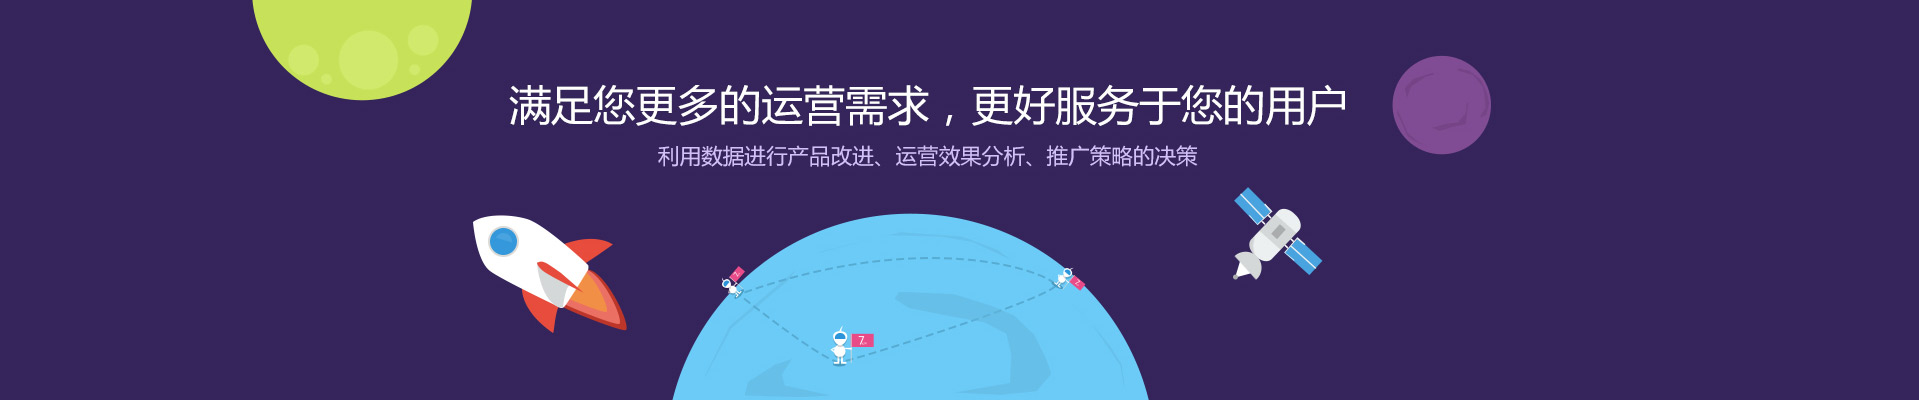 满足您更多的运营需求，更好服务于您的用户
利用数据进行产品改进、运营效果分析、推广策略的决策